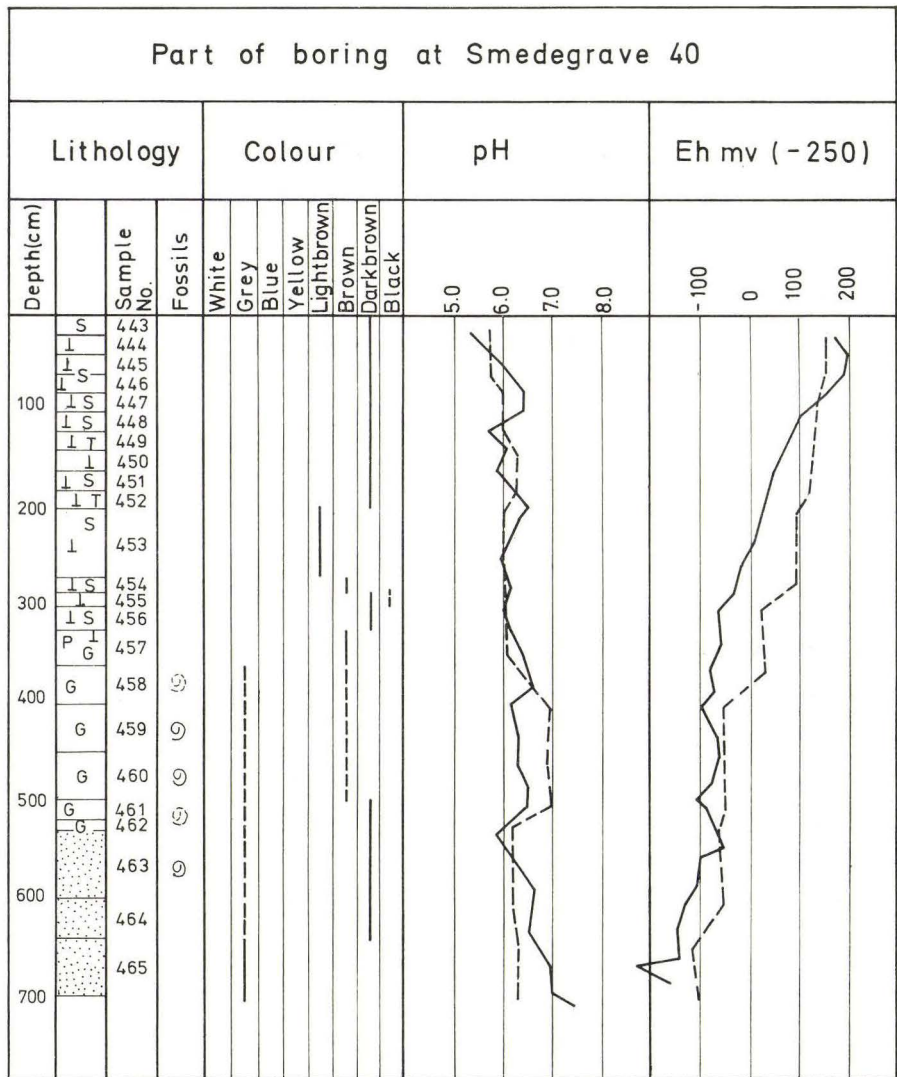 Part of boring at Smedegrave 40
Lithology Colour pH Eh mv (-250)
Depth(cm)
Sample No.
Fossils
White
Grey
Blue
Yellow
Lightbrown
Brown
Darkbrown
Black
5.0 6.0 7.0 8.0
-100 0 100 200
S 443
⊥ 444
⊥ 445
S
⊥ 446
100 ⊥ S 447
⊥ S 448
⊥ T 449
⊥ 450
⊥ S 451
⊥ T 452
200
S
⊥ 453
⊥ S 454
⊥ 455
300
⊥ S 456
P ⊥
G 457
G 458
400
G 459
G 460
500
G 461
G 462
463
600
464
465
700